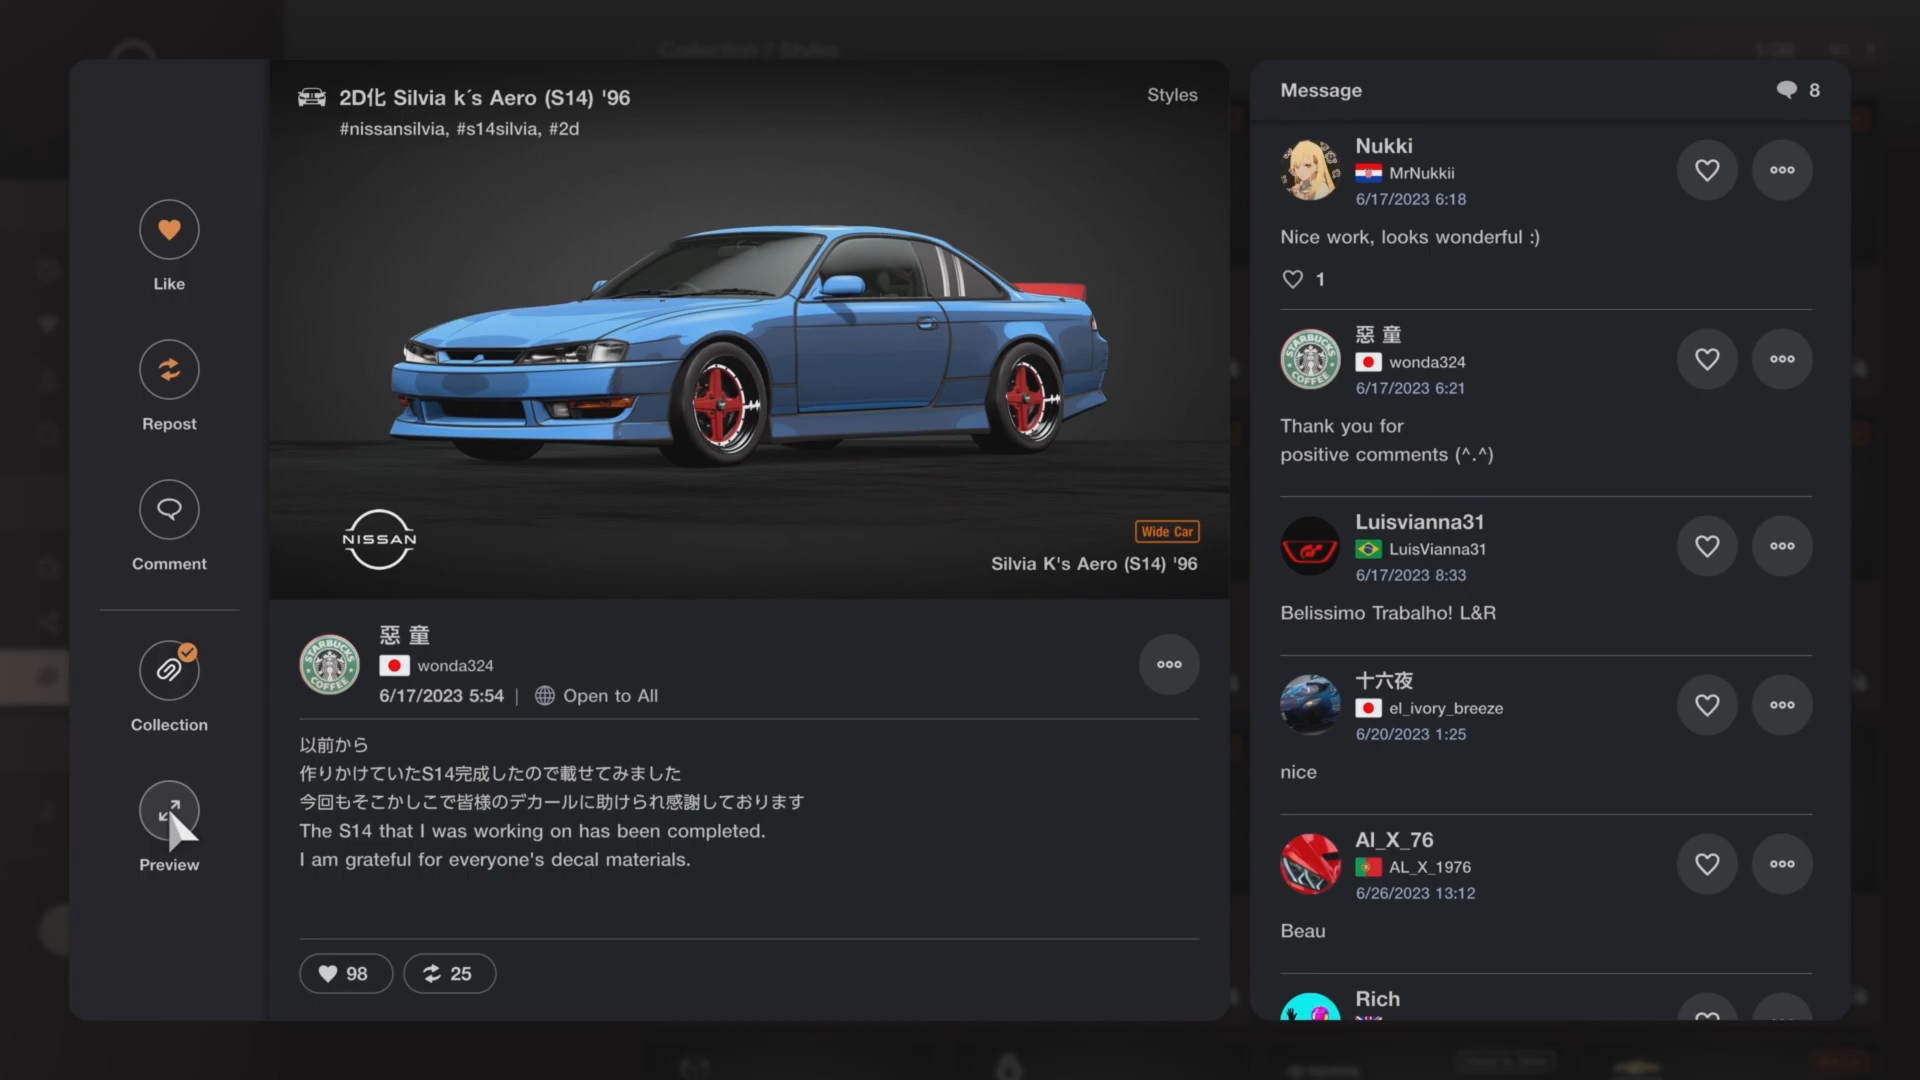 2D化 Silvia k´s Aero (S14) '96
#nissansilvia, #s14silvia, #2d
Styles
NISSAN
Wide Car
Silvia K's Aero (S14) '96
Like
Repost
Comment
Collection
Preview
STARBUCKS COFFEE
惡 童
wonda324
6/17/2023 5:54 | Open to All
以前から
作りかけていたS14完成したので載せてみました
今回もそこかしこで皆様のデカールに助けられ感謝しております
The S14 that I was working on has been completed.
I am grateful for everyone's decal materials.
98
25
Message
8
Nukki
MrNukkii
6/17/2023 6:18
Nice work, looks wonderful :)
1
STARBUCKS COFFEE
惡 童
wonda324
6/17/2023 6:21
Thank you for
positive comments (^.^)
Luisvianna31
LuisVianna31
6/17/2023 8:33
Belissimo Trabalho! L&R
十六夜
el_ivory_breeze
6/20/2023 1:25
nice
Al_X_76
AL_X_1976
6/26/2023 13:12
Beau
Rich